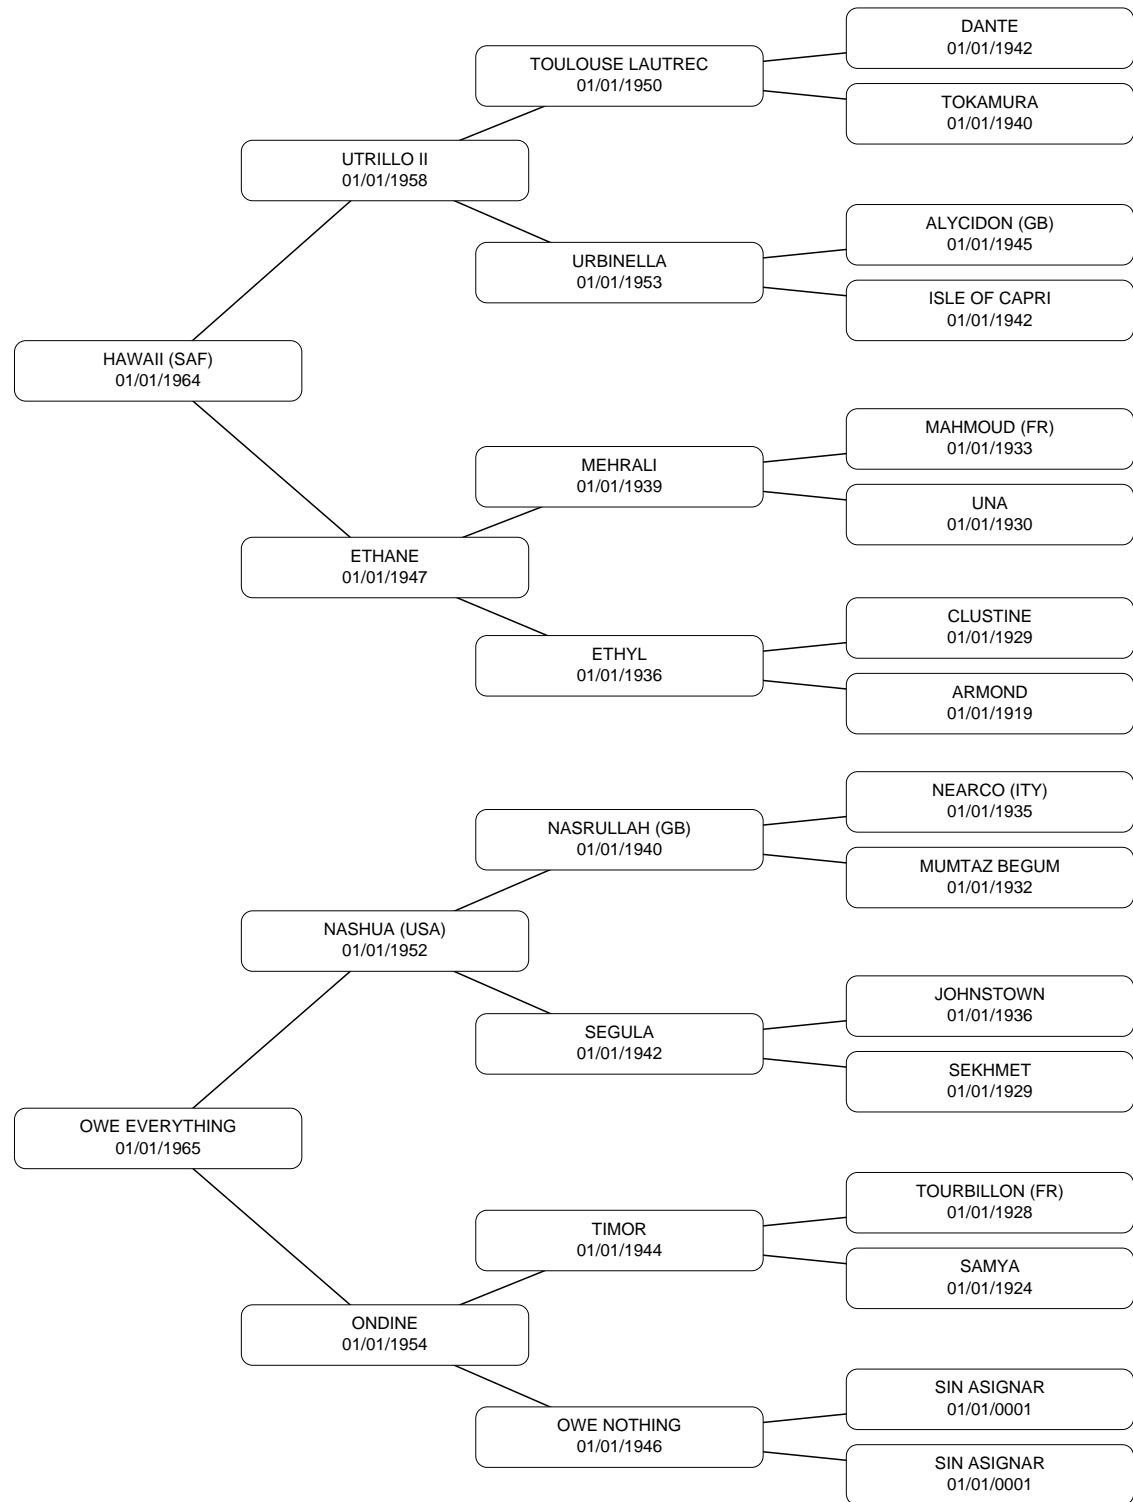 DANTE
01/01/1942
TOULOUSE LAUTREC
01/01/1950
TOKAMURA
01/01/1940
UTRILLO II
01/01/1958
ALYCIDON (GB)
01/01/1945
URBINELLA
01/01/1953
ISLE OF CAPRI
01/01/1942
HAWAII (SAF)
01/01/1964
MAHMOUD (FR)
01/01/1933
MEHRALI
01/01/1939
UNA
01/01/1930
ETHANE
01/01/1947
CLUSTINE
01/01/1929
ETHYL
01/01/1936
ARMOND
01/01/1919
NEARCO (ITY)
01/01/1935
NASRULLAH (GB)
01/01/1940
MUMTAZ BEGUM
01/01/1932
NASHUA (USA)
01/01/1952
JOHNSTOWN
01/01/1936
SEGULA
01/01/1942
SEKHMET
01/01/1929
OWE EVERYTHING
01/01/1965
TOURBILLON (FR)
01/01/1928
TIMOR
01/01/1944
SAMYA
01/01/1924
ONDINE
01/01/1954
SIN ASIGNAR
01/01/0001
OWE NOTHING
01/01/1946
SIN ASIGNAR
01/01/0001